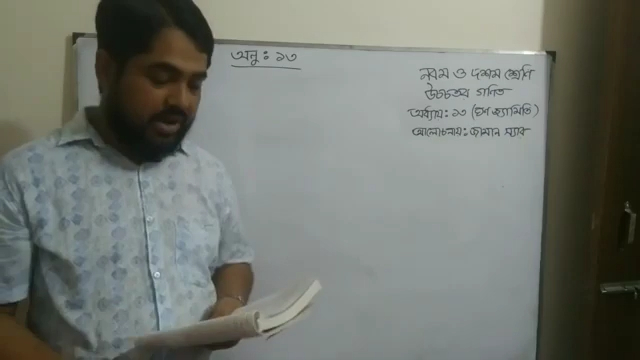 অনু: ১৩
নবম ও দশম শ্রেণি
উচ্চতর গণিত
অধ্যায়: ১৩ (ঘন জ্যামিতি)
আলোচনায়: জামান স্যার